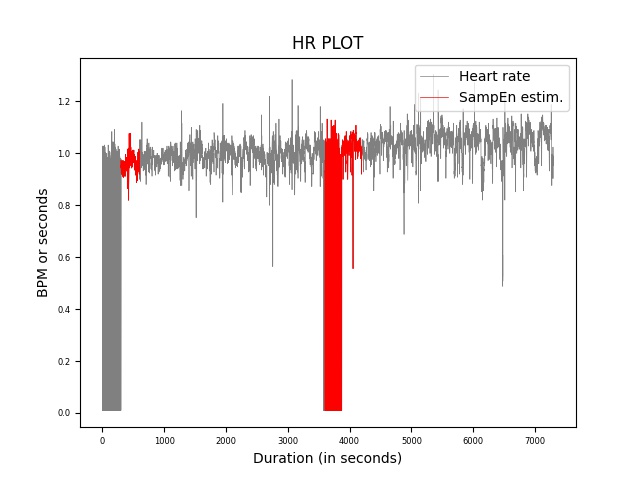 HR PLOT
Heart rate
SampEn estim.
1.2
1.0
0.8
0.6
0.4
0.2
0.0
BPM or seconds
0 1000 2000 3000 4000 5000 6000 7000
Duration (in seconds)